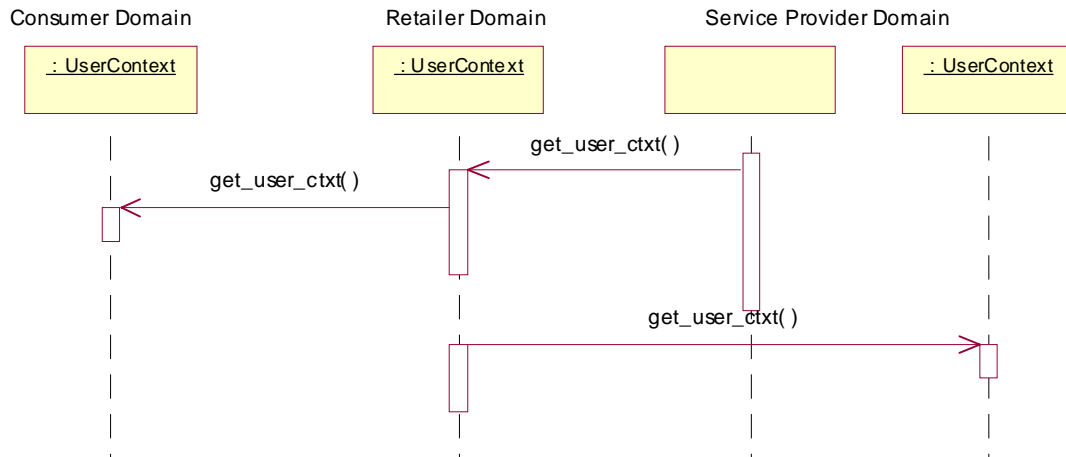 Consumer Domain
Retailer Domain
Service Provider Domain
: UserContext
: UserContext
: UserContext
get_user_ctxt( )
get_user_ctxt( )
get_user_ctxt( )